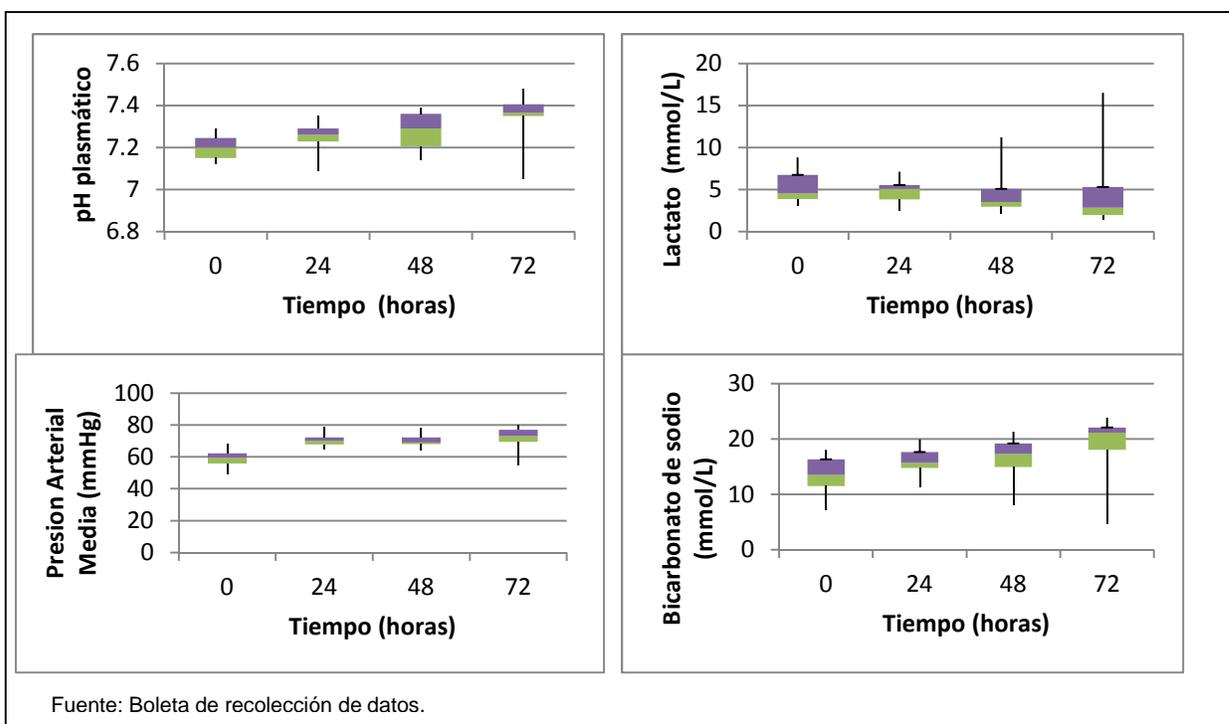 7.6
7.4
7.2
7
6.8
pH plasmático
0 24 48 72
Tiempo (horas)
20
15
10
5
0
Lactato (mmol/L)
0 24 48 72
Tiempo (horas)
100
80
60
40
20
0
Presion Arterial
Media (mmHg)
0 24 48 72
Tiempo (horas)
30
20
10
0
Bicarbonato de sodio
(mmol/L)
0 24 48 72
Tiempo (horas)
Fuente: Boleta de recolección de datos.